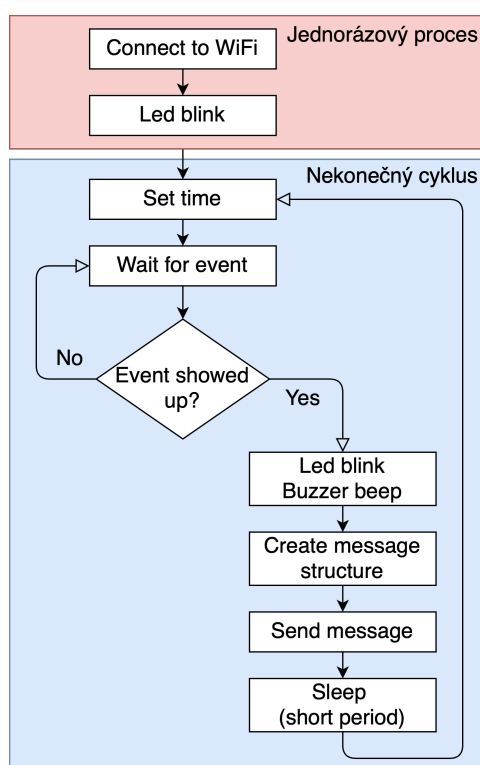 Jednorázový proces
Connect to WiFi
Led blink
Nekonečný cyklus
Set time
Wait for event
No
Event showed
up?
Yes
Led blink
Buzzer beep
Create message
structure
Send message
Sleep
(short period)